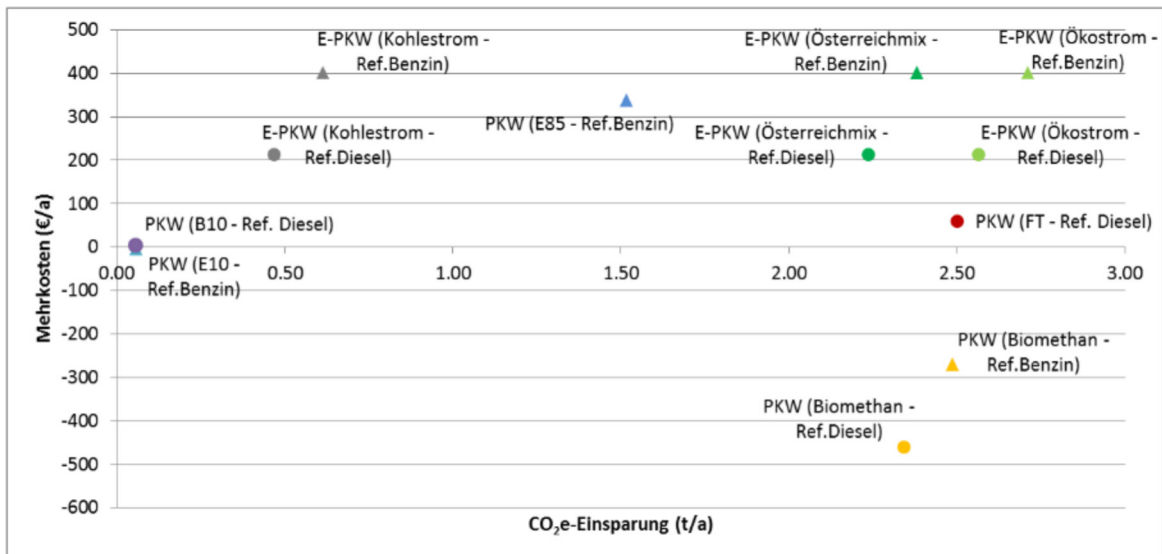 500
E-PKW (Kohlestrom -
Ref.Benzin)
E-PKW (Österreichmix -
Ref.Benzin)
E-PKW (Ökostrom -
Ref.Benzin)
400
300
PKW (E85 - Ref.Benzin)
E-PKW (Kohlestrom -
Ref.Diesel)
E-PKW (Österreichmix -
Ref.Diesel)
E-PKW (Ökostrom -
Ref.Diesel)
200
100
PKW (B10 - Ref. Diesel)
PKW (FT - Ref. Diesel)
0
0.00
0.50
1.00
1.50
2.00
2.50
3.00
PKW (E10 -
Ref.Benzin)
-100
-200
PKW (Biomethan -
Ref.Benzin)
-300
PKW (Biomethan -
Ref.Diesel)
-400
-500
-600
Mehrkosten (€/a)
CO₂e-Einsparung (t/a)